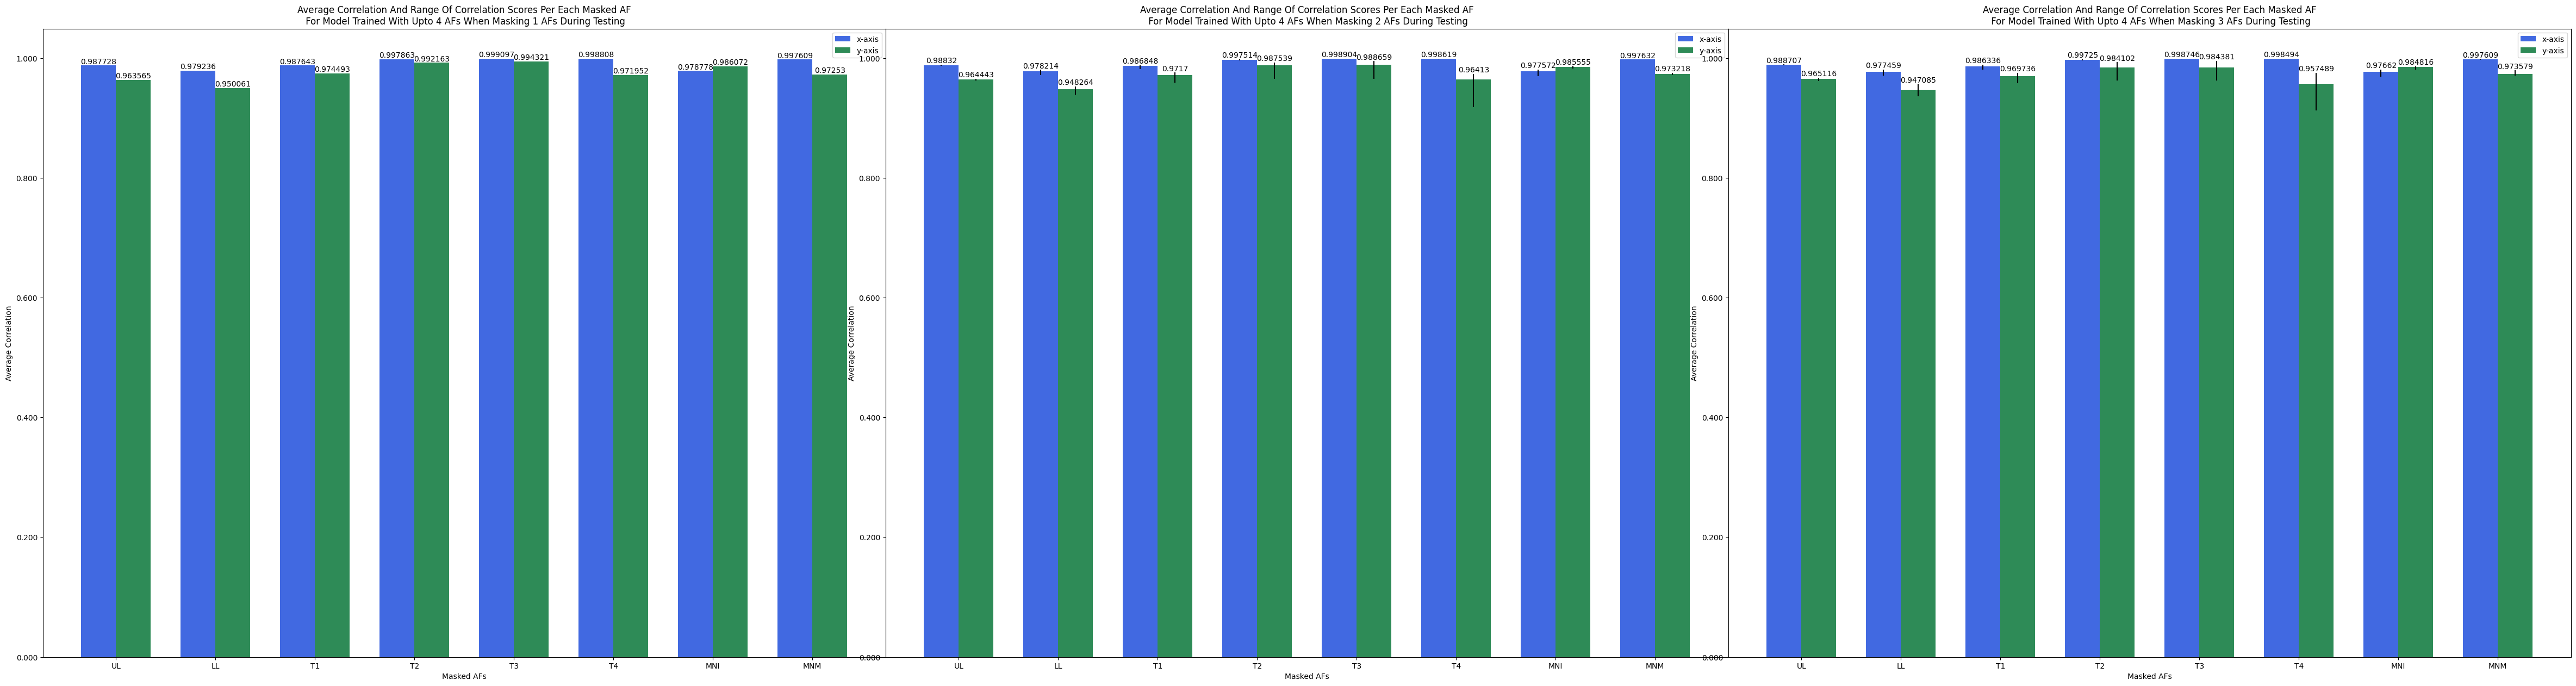 Average Correlation And Range Of Correlation Scores Per Each Masked AF
For Model Trained With Upto 4 AFs When Masking 1 AFs During Testing
x-axis
y-axis
1.000
0.800
0.600
0.400
0.200
0.000
Average Correlation
0.987728
0.963565
0.979236
0.950061
0.987643
0.974493
0.997863
0.992163
0.999097
0.994321
0.998808
0.971952
0.978778
0.986072
0.997609
0.97253
UL
LL
T1
T2
T3
T4
MNI
MNM
Masked AFs
Average Correlation And Range Of Correlation Scores Per Each Masked AF
For Model Trained With Upto 4 AFs When Masking 2 AFs During Testing
x-axis
y-axis
1.000
0.800
0.600
0.400
0.200
0.000
Average Correlation
0.98832
0.964443
0.978214
0.948264
0.986848
0.9717
0.997514
0.987539
0.998904
0.988659
0.998619
0.96413
0.977572
0.985555
0.997632
0.973218
UL
LL
T1
T2
T3
T4
MNI
MNM
Masked AFs
Average Correlation And Range Of Correlation Scores Per Each Masked AF
For Model Trained With Upto 4 AFs When Masking 3 AFs During Testing
x-axis
y-axis
1.000
0.800
0.600
0.400
0.200
0.000
Average Correlation
0.988707
0.965116
0.977459
0.947085
0.986336
0.969736
0.99725
0.984102
0.998746
0.984381
0.998494
0.957489
0.97662
0.984816
0.997609
0.973579
UL
LL
T1
T2
T3
T4
MNI
MNM
Masked AFs